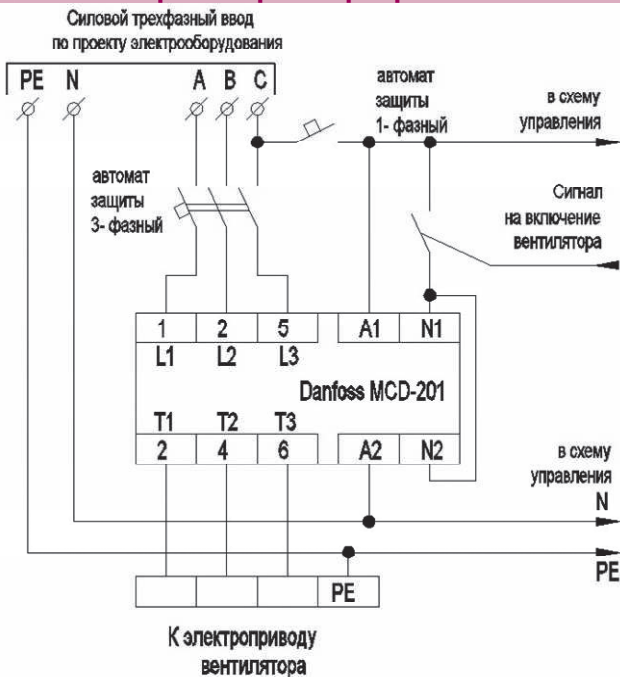 Силовой трехфазный ввод
по проекту электрооборудования
PE N A B C
автомат
защиты
1- фазный
в схему
управления
автомат
защиты
3- фазный
Сигнал
на включение
вентилятора
1 2 5 A1 N1
L1 L2 L3
Danfoss MCD-201
T1 T2 T3
2 4 6 A2 N2
в схему
управления
N
PE
PE
К электроприводу
вентилятора